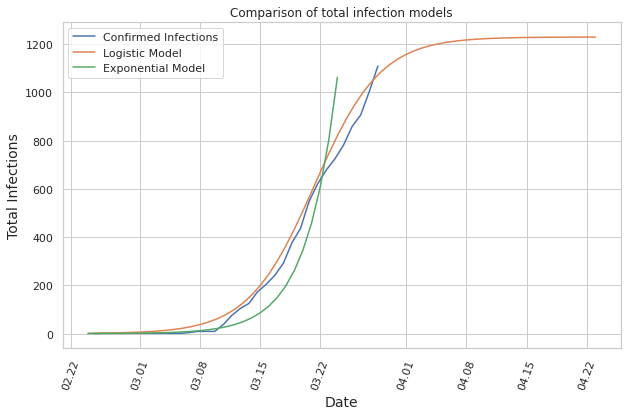 Comparison of total infection models
Confirmed Infections
Logistic Model
Exponential Model
Total Infections
1200
1000
800
600
400
200
0
02.22
03.01
03.08
03.15
03.22
04.01
04.08
04.15
04.22
Date